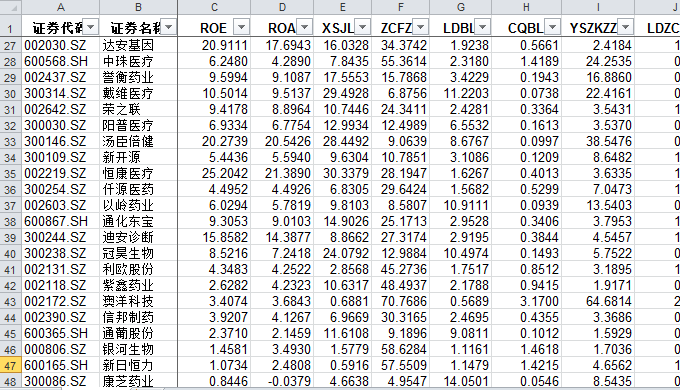 A B C D E F G H I J
1 证券代码 证券名称 ROE ROA XSJL ZCFZ LDBL CQBL YSZKZZ LDZC
27 002030.SZ 达安基因 20.9111 17.6943 16.0328 34.3742 1.9238 0.5661 2.4184 1
28 600568.SH 中珠医疗 6.2480 4.2890 7.8435 55.3614 2.3180 1.4189 24.2535 0
29 002437.SZ 誉衡药业 9.5994 9.1087 17.5553 15.7868 3.4229 0.1943 16.8860 0
30 300314.SZ 戴维医疗 10.5014 9.5137 29.4928 6.8756 11.2203 0.0738 22.4161 0
31 002642.SZ 荣之联 9.4178 8.8964 10.7446 24.3411 2.4281 0.3364 3.5431 1
32 300030.SZ 阳普医疗 6.9334 6.7754 12.9934 12.4989 6.5532 0.1613 3.5370 0
33 300146.SZ 汤臣倍健 20.2739 20.5426 28.4492 9.0639 8.6767 0.0997 38.5476 0
34 300109.SZ 新开源 5.4436 5.5940 9.6304 10.7851 3.1086 0.1209 8.6482 1
35 002219.SZ 恒康医疗 25.2042 21.3890 30.3379 28.1947 1.6267 0.4013 3.6335 1
36 300254.SZ 仟源医药 4.4952 4.4926 6.8305 29.6424 1.5682 0.5299 7.0473 1
37 002603.SZ 以岭药业 6.0294 5.7819 9.8103 8.5807 10.9111 0.0939 13.5403 0
38 600867.SH 通化东宝 9.3053 9.0103 14.9026 25.1713 2.9528 0.3406 3.7953 1
39 300244.SZ 迪安诊断 15.8582 14.3877 8.8662 27.3174 2.9195 0.3844 4.5457 1
40 300238.SZ 冠昊生物 8.5216 7.2418 24.0792 12.9884 10.4974 0.1493 5.7522 0
41 002131.SZ 利欧股份 4.3483 4.2522 2.8568 45.2736 1.7517 0.8512 3.1895 1
42 002118.SZ 紫鑫药业 2.6282 4.2323 10.6317 48.4937 2.1788 0.9415 1.9171 0
43 002172.SZ 澳洋科技 3.4074 3.6843 0.6881 70.7686 0.5689 3.1700 64.6814 2
44 002390.SZ 信邦制药 3.9207 4.1267 6.9669 30.3165 2.4695 0.4355 3.3686 0
45 600365.SH 通葡股份 2.3710 2.1459 11.6108 9.1896 9.0811 0.1012 1.5929 0
46 000806.SZ 银河生物 1.4581 3.4930 1.5779 58.6284 1.1161 1.4618 1.7036 0
47 600165.SH 新日恒力 1.0734 2.4808 0.5916 57.5509 1.1479 1.4215 4.6562 1
48 300086.SZ 康芝药业 0.8446 -0.0379 4.6638 4.9547 14.0501 0.0546 8.5435 0